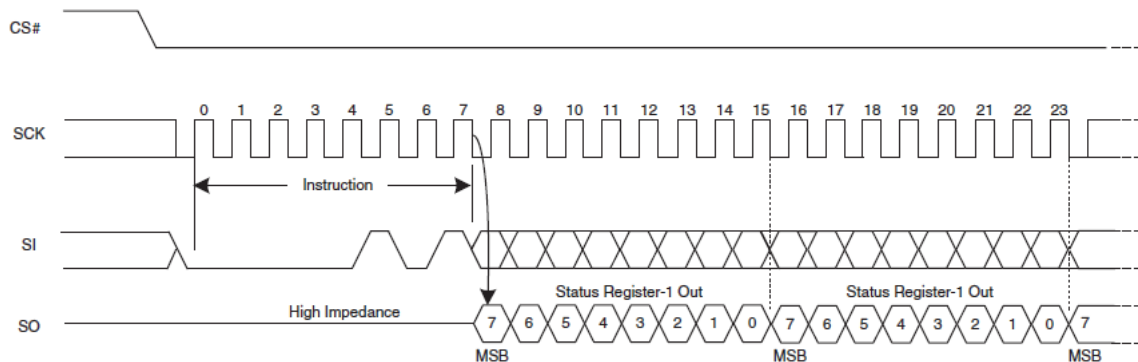 CS#
0 1 2 3 4 5 6 7 8 9 10 11 12 13 14 15 16 17 18 19 20 21 22 23
SCK
Instruction
SI
Status Register-1 Out Status Register-1 Out
High Impedance
SO 7 6 5 4 3 2 1 0 7 6 5 4 3 2 1 0 7
MSB MSB MSB